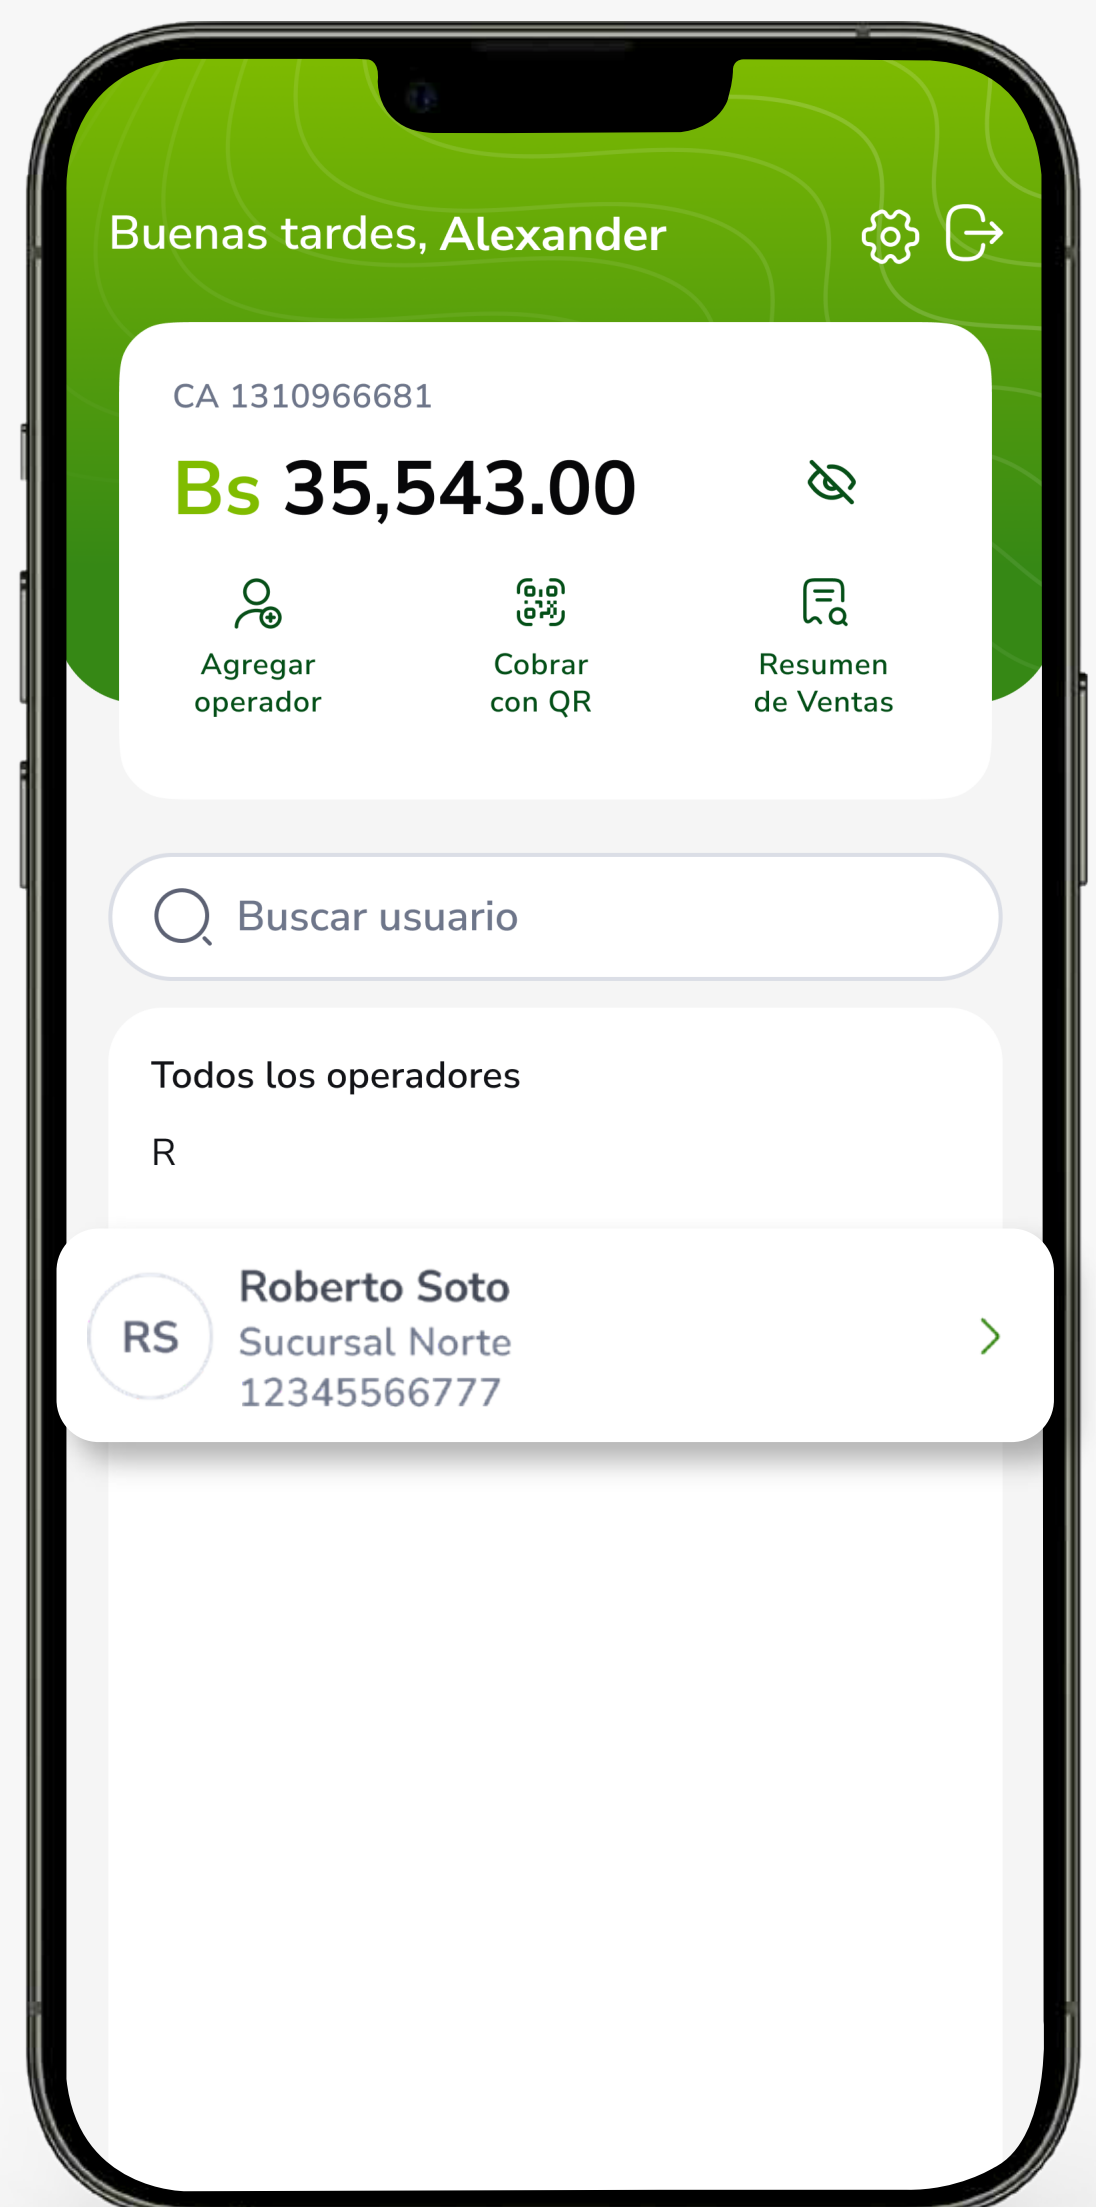 Buenas tardes, Alexander
CA 1310966681
Bs 35,543.00
Agregar
operador
Cobrar
con QR
Resumen
de Ventas
Buscar usuario
Todos los operadores
R
RS
Roberto Soto
Sucursal Norte
12345566777